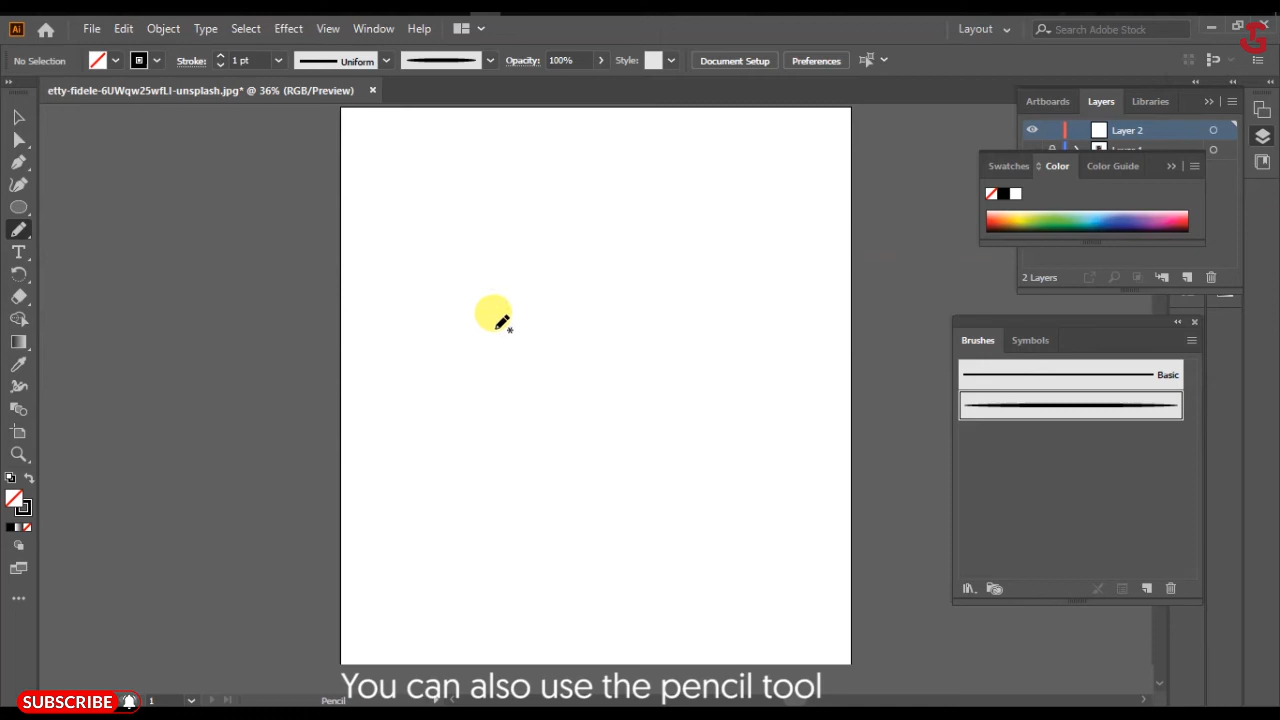 Ai File Edit Object Type Select Effect View Window Help Layout Search Adobe Stock
No Selection Stroke: 1 pt Uniform Opacity: 100% Style: Document Setup Preferences
etty-fidele-6UWqw25wfLI-unsplash.jpg* @ 36% (RGB/Preview)
Artboards Layers Libraries
Layer 2
Swatches Color Color Guide
2 Layers
Brushes Symbols
Basic
You can also use the pencil tool
SUBSCRIBE 1 Pencil